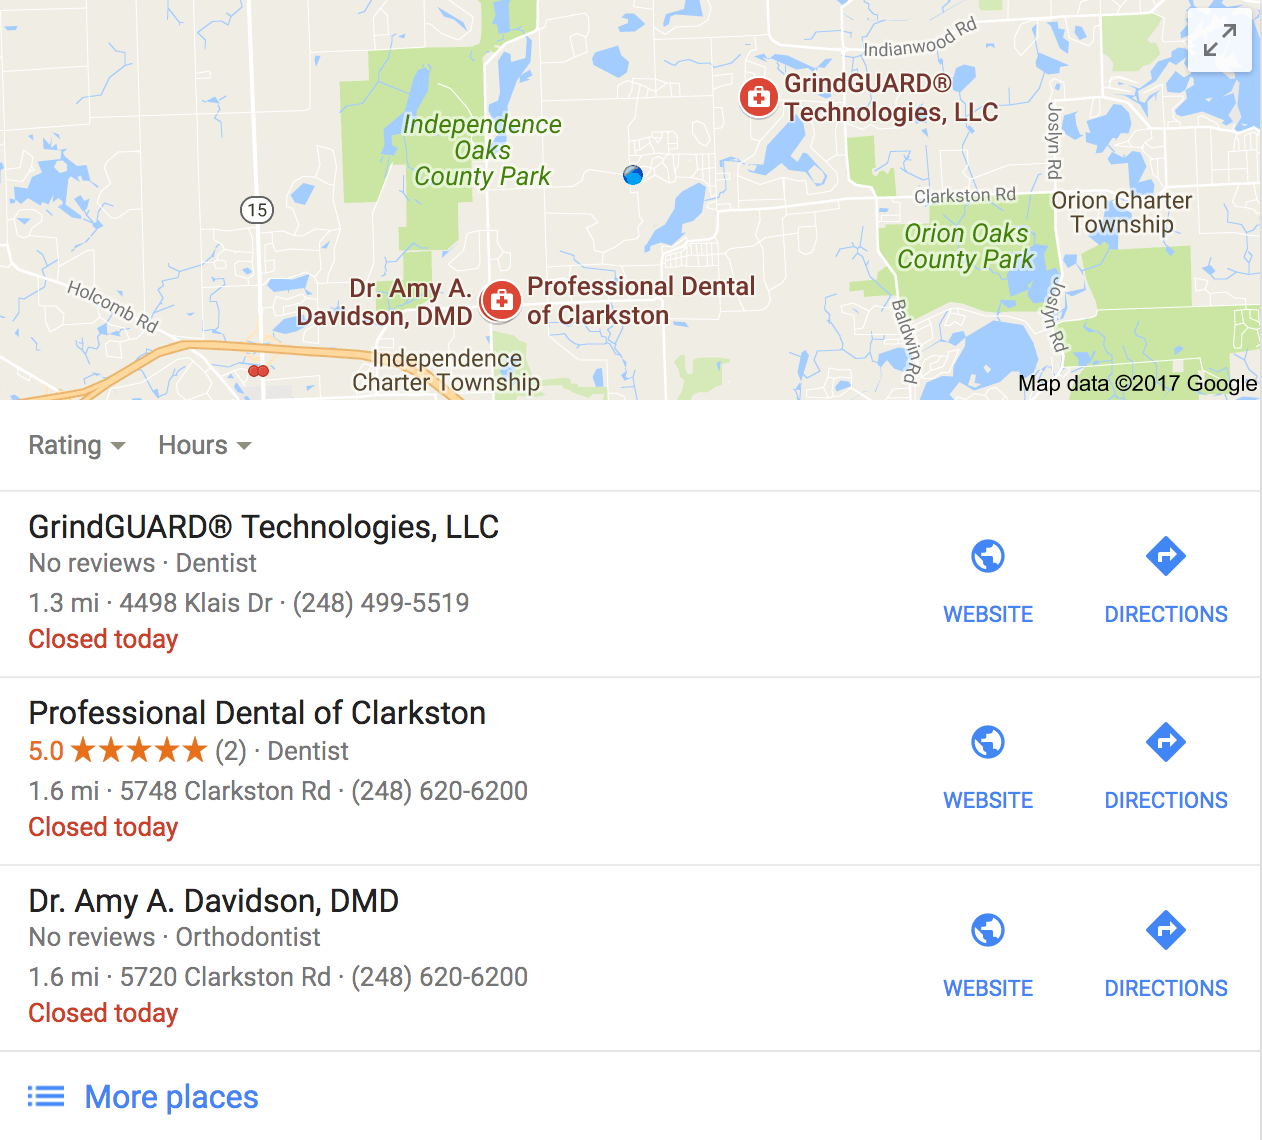 Indianwood Rd
GrindGUARD®
Technologies, LLC
Independence
Oaks
County Park
Joslyn Rd
15
Clarkston Rd
Orion Charter
Township
Orion Oaks
County Park
Holcomb Rd
Dr. Amy A.
Davidson, DMD
Professional Dental
of Clarkston
Baldwin Rd
Joslyn Rd
Independence
Charter Township
Map data ©2017 Google
Rating Hours
GrindGUARD® Technologies, LLC
No reviews · Dentist
1.3 mi · 4498 Klais Dr · (248) 499-5519
Closed today
WEBSITE DIRECTIONS
Professional Dental of Clarkston
5.0 ★★★★★ (2) · Dentist
1.6 mi · 5748 Clarkston Rd · (248) 620-6200
Closed today
WEBSITE DIRECTIONS
Dr. Amy A. Davidson, DMD
No reviews · Orthodontist
1.6 mi · 5720 Clarkston Rd · (248) 620-6200
Closed today
WEBSITE DIRECTIONS
More places